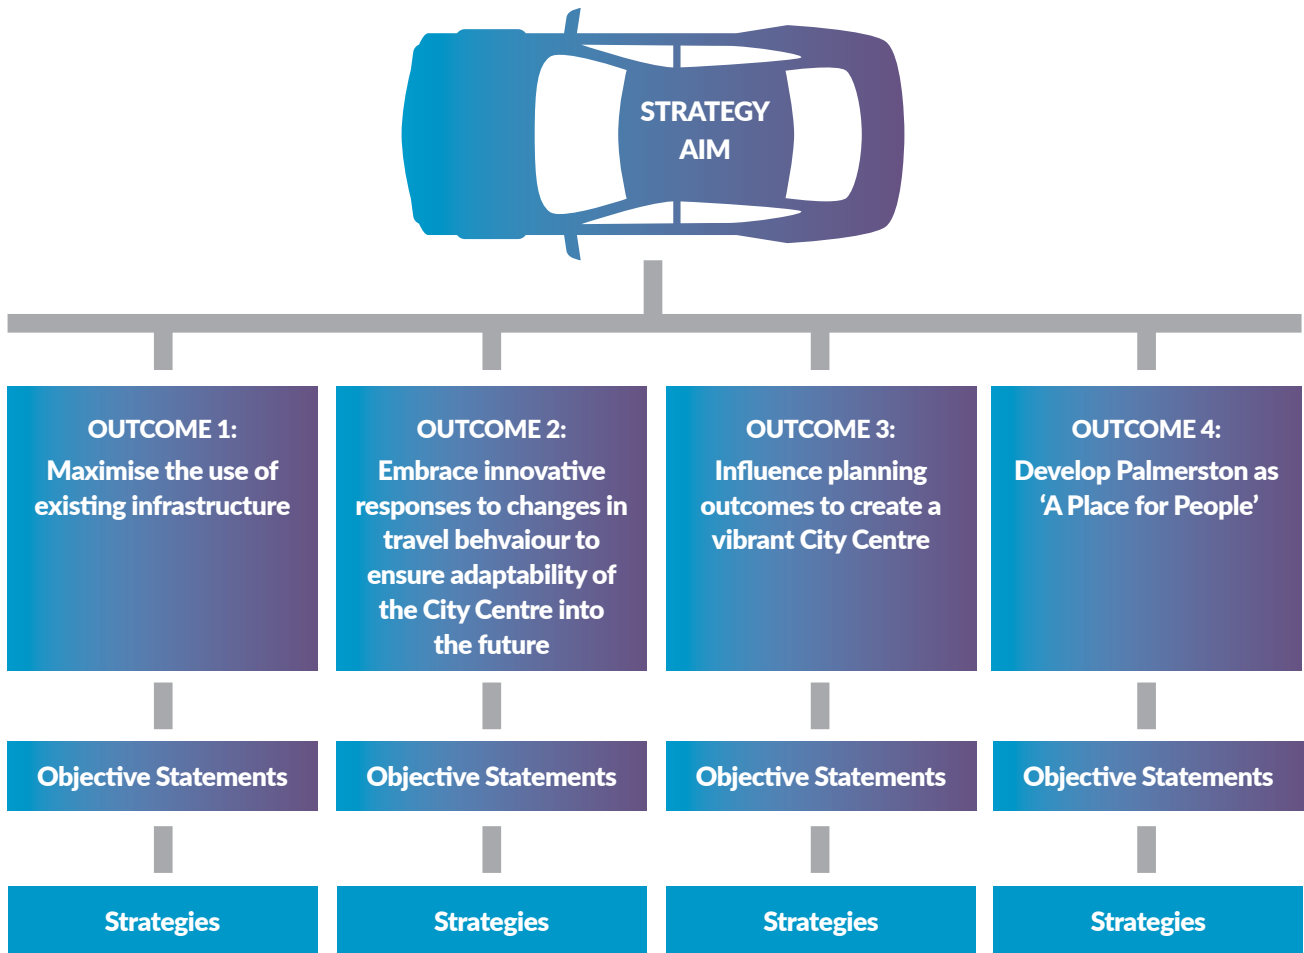 STRATEGY
AIM
OUTCOME 1:
Maximise the use of
existing infrastructure
OUTCOME 2:
Embrace innovative
responses to changes in
travel behvaiour to
ensure adaptability of
the City Centre into
the future
OUTCOME 3:
Influence planning
outcomes to create a
vibrant City Centre
OUTCOME 4:
Develop Palmerston as
‘A Place for People’
Objective Statements
Objective Statements
Objective Statements
Objective Statements
Strategies
Strategies
Strategies
Strategies